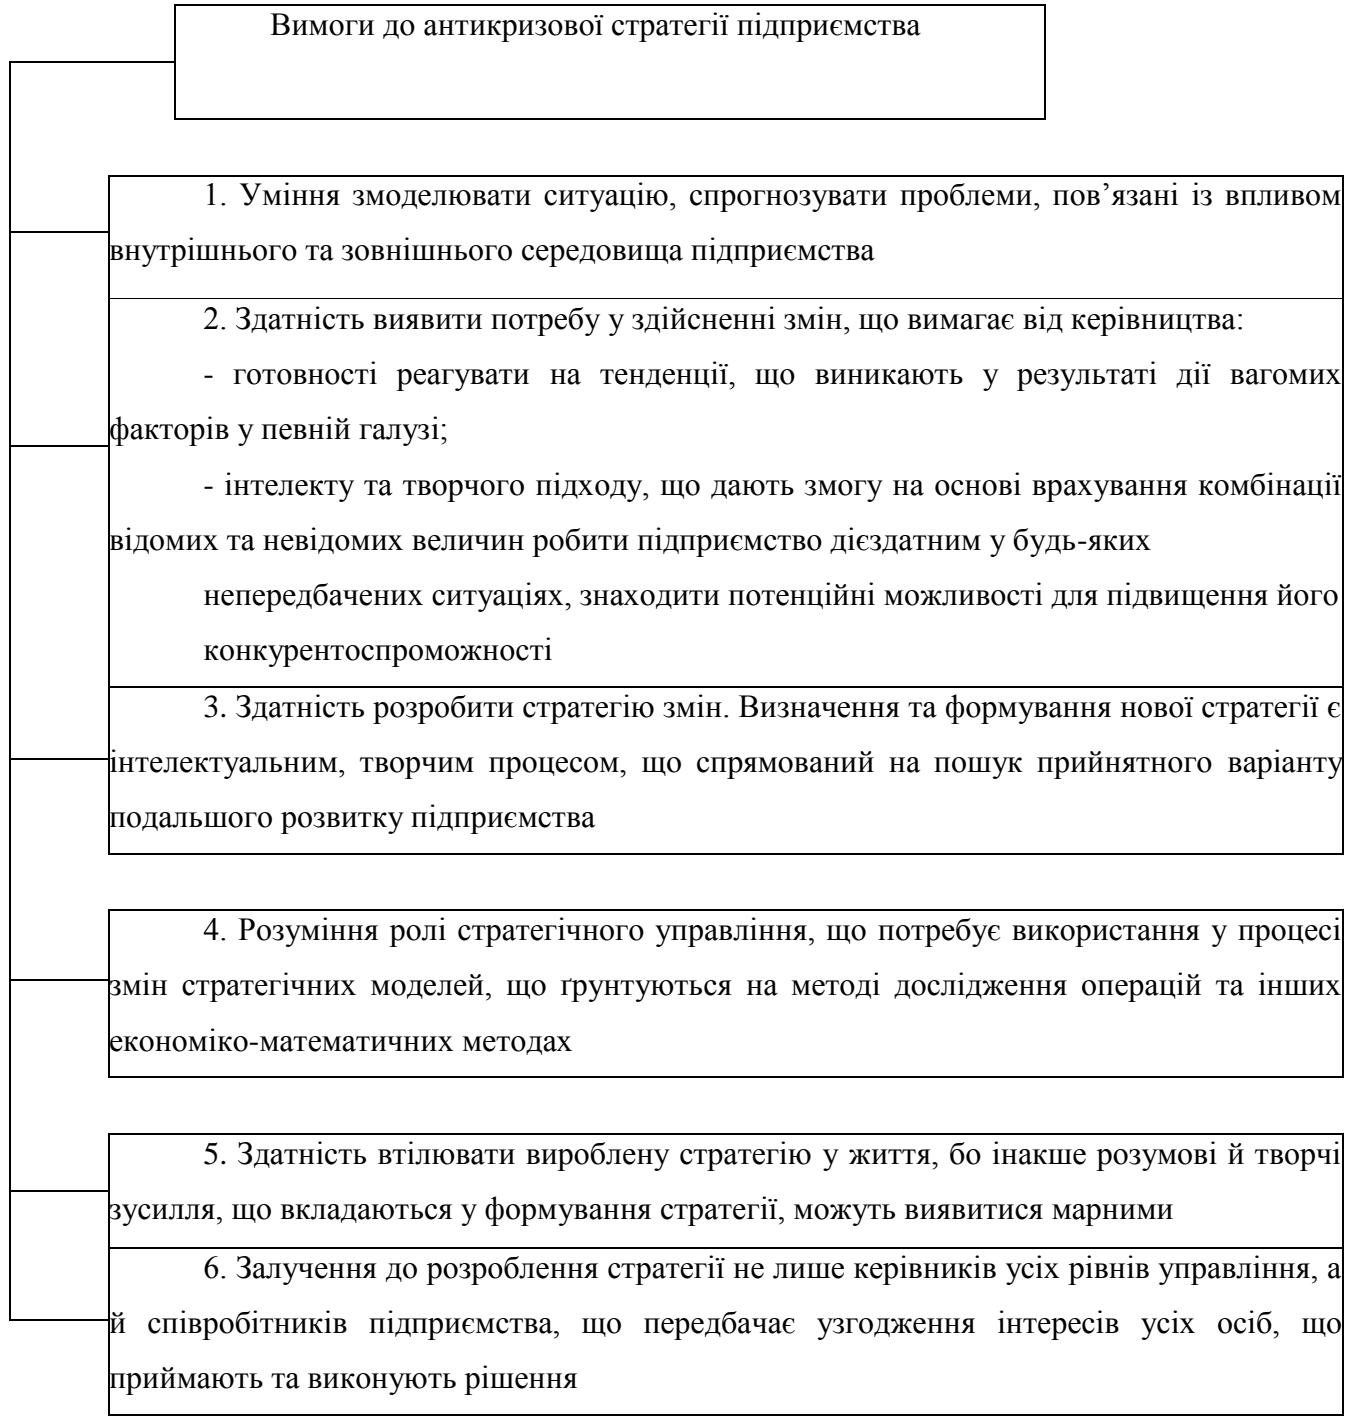 Вимоги до антикризової стратегії підприємства
1. Уміння змоделювати ситуацію, спрогнозувати проблеми, пов’язані із впливом
внутрішнього та зовнішнього середовища підприємства
2. Здатність виявити потребу у здійсненні змін, що вимагає від керівництва:
- готовності реагувати на тенденції, що виникають у результаті дії вагомих
факторів у певній галузі;
- інтелекту та творчого підходу, що дають змогу на основі врахування комбінації
відомих та невідомих величин робити підприємство дієздатним у будь-яких
непередбачених ситуаціях, знаходити потенційні можливості для підвищення його
конкурентоспроможності
3. Здатність розробити стратегію змін. Визначення та формування нової стратегії є
інтелектуальним, творчим процесом, що спрямований на пошук прийнятного варіанту
подальшого розвитку підприємства
4. Розуміння ролі стратегічного управління, що потребує використання у процесі
змін стратегічних моделей, що ґрунтуються на методі дослідження операцій та інших
економіко-математичних методах
5. Здатність втілювати вироблену стратегію у життя, бо інакше розумові й творчі
зусилля, що вкладаються у формування стратегії, можуть виявитися марними
6. Залучення до розроблення стратегії не лише керівників усіх рівнів управління, а
й співробітників підприємства, що передбачає узгодження інтересів усіх осіб, що
приймають та виконують рішення